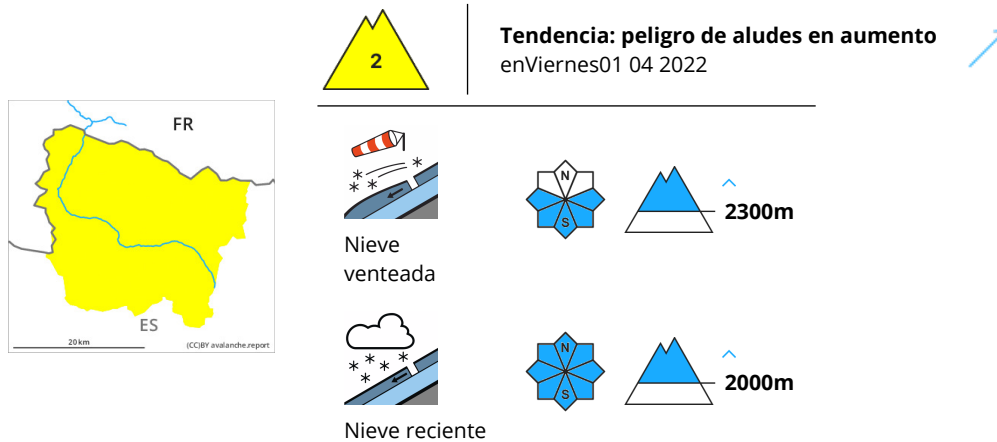 2
Tendencia: peligro de aludes en aumento
enViernes01 04 2022
FR
ES
20 km
(CC)BY avalanche.report
N
S
2300m
Nieve
venteada
N
S
2000m
Nieve reciente